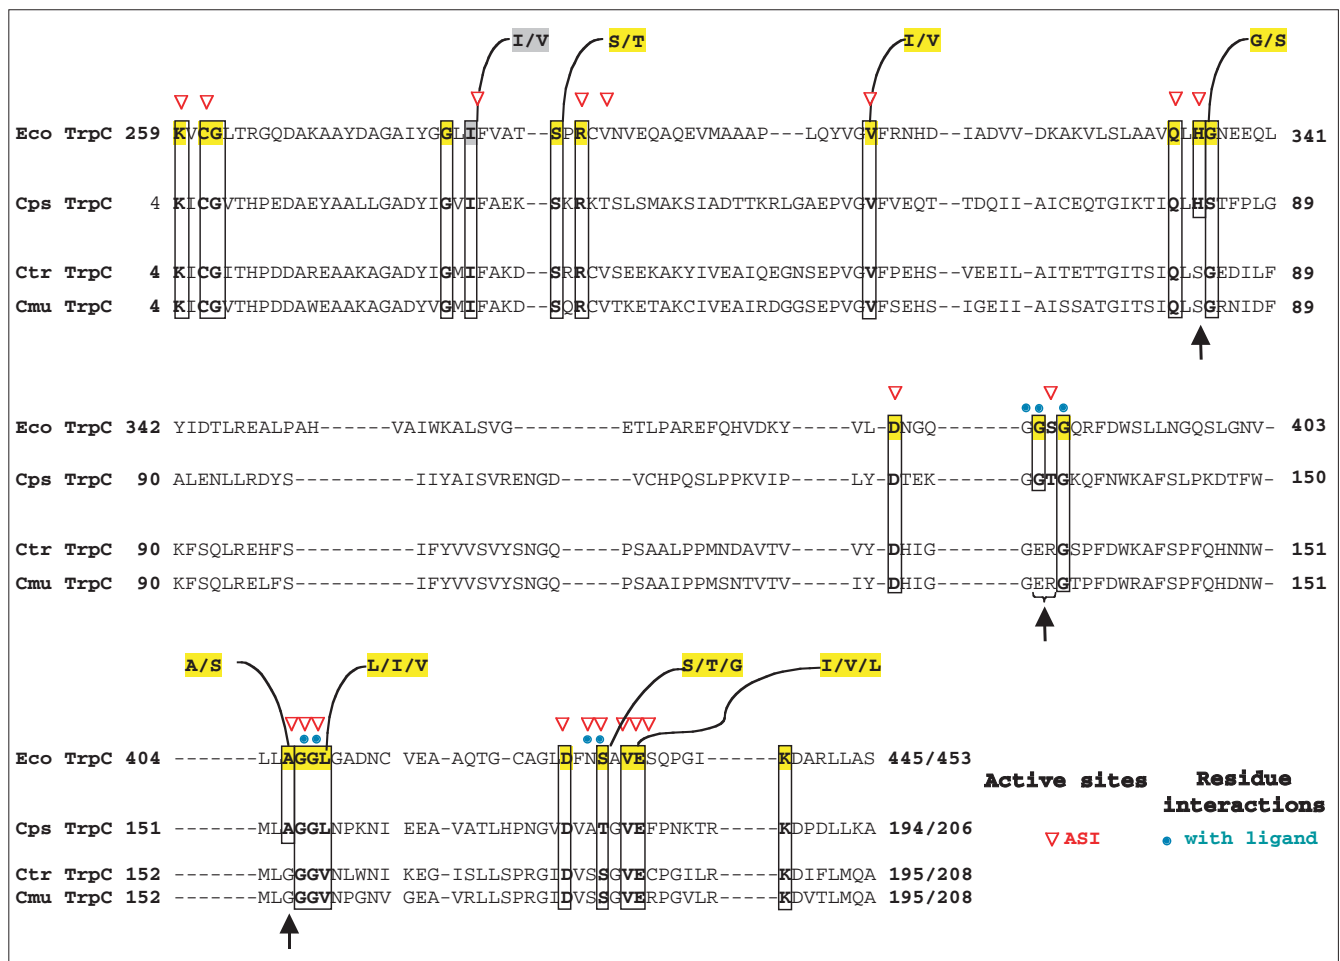 I/V S/T I/V G/S
Eco TrpC 259 KVCGLTRGQDAKAAYDAGAIYGGLIFVAT--SPRCVNVEQAQEVMAAAP---LQYVGVFRNHD-IADVV-DKAKVLSLAAVQLHGNEEQL 341
Cps TrpC 4 KICGVTHPEDAEYAALLGADYIGVIFAEK--SKRKTSLSMAKSIADTTKRLGAEPVGVFVEQT--TDQII-AICEQTGIKTIQLHSTFPLG 89
Ctr TrpC 4 KICGITHPDDAREAAKAGADYIGMIFAKD--SRRCVSEEKAKYIVEAIQEGNSEPVGVFPEHS--VEEIL-AITETTGITSIQLSGEDILF 89
Cmu TrpC 4 KICGVTHPDDAWEAAKAGADYVGMIFAKD--SQRCVTKETAKCIVEAIRDGGSEPVGVFSEHS--IGEII-AISSATGITSIQLSGRNIDF 89
Eco TrpC 342 YIDTLREALPAH------VAIWKALSVG---------ETLPAREFQHVDKY-----VL-DNGQ-------GGSGQRFDWSLLNGQSLGNV- 403
Cps TrpC 90 ALENLLRDYS----------IIYAISVRENGD------VCHPQSLPPKVIP-----LY-DTEK-------GGTGKQFNWKAFSLPKDTFW- 150
Ctr TrpC 90 KFSQLREHFS----------IFYVVSVYSNGQ-----PSAALPPMNDAVTV-----VY-DHIG-------GERGSPFDWKAFSPFQHNNW- 151
Cmu TrpC 90 KFSQLRELFS----------IFYVVSVYSNGQ-----PSAAIPPMSNTVTV-----IY-DHIG-------GERGTPFDWRAFSPFQHDNW- 151
A/S L/I/V S/T/G I/V/L
Eco TrpC 404 -------LLAGGLGADNC VEA-AQTG-CAGLDFNSAVESQPGI------KDARLLAS 445/453
Cps TrpC 151 -------MLAGGLNPKNI EEA-VATLHPNGVDVATGVEFPNKTR-----KDPDLLKA 194/206
Ctr TrpC 152 -------MLGGGVNLWNI KEG-ISLLSPRGIDVSSGVECPGILR-----KDIFLMQA 195/208
Cmu TrpC 152 -------MLGGGVNPGNV GEA-VRLLSPRGIDVSSGVERPGVLR-----KDVTLMQA 195/208
Active sites
ASI
Residue
interactions
with ligand